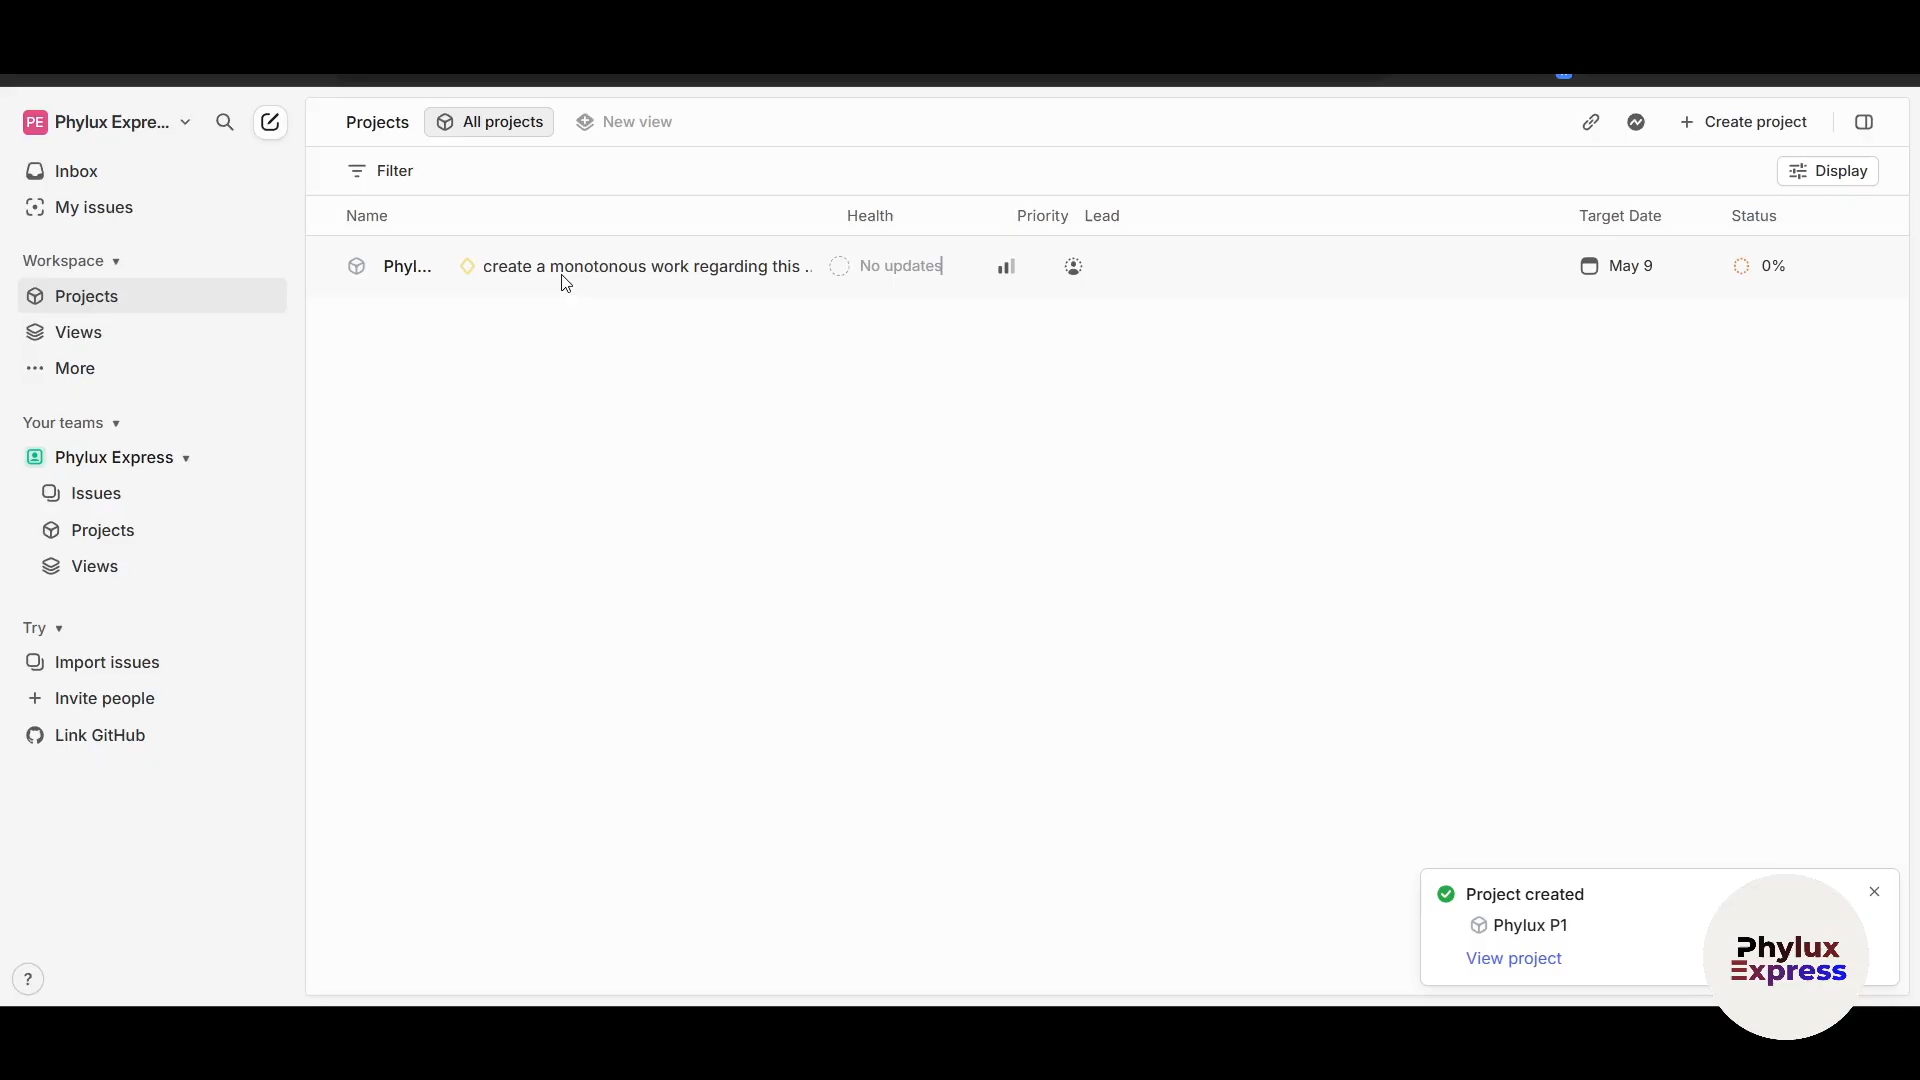 PE Phylux Expre...
Inbox
My issues
Workspace
Projects
Views
More
Your teams
Phylux Express
Issues
Projects
Views
Try
Import issues
Invite people
Link GitHub
?
Projects All projects New view Create project
Filter Display
Name Health Priority Lead Target Date Status
Phyl... create a monotonous work regarding this .. No updates May 9 0%
Project created
Phylux P1
View project
Phylux
Express